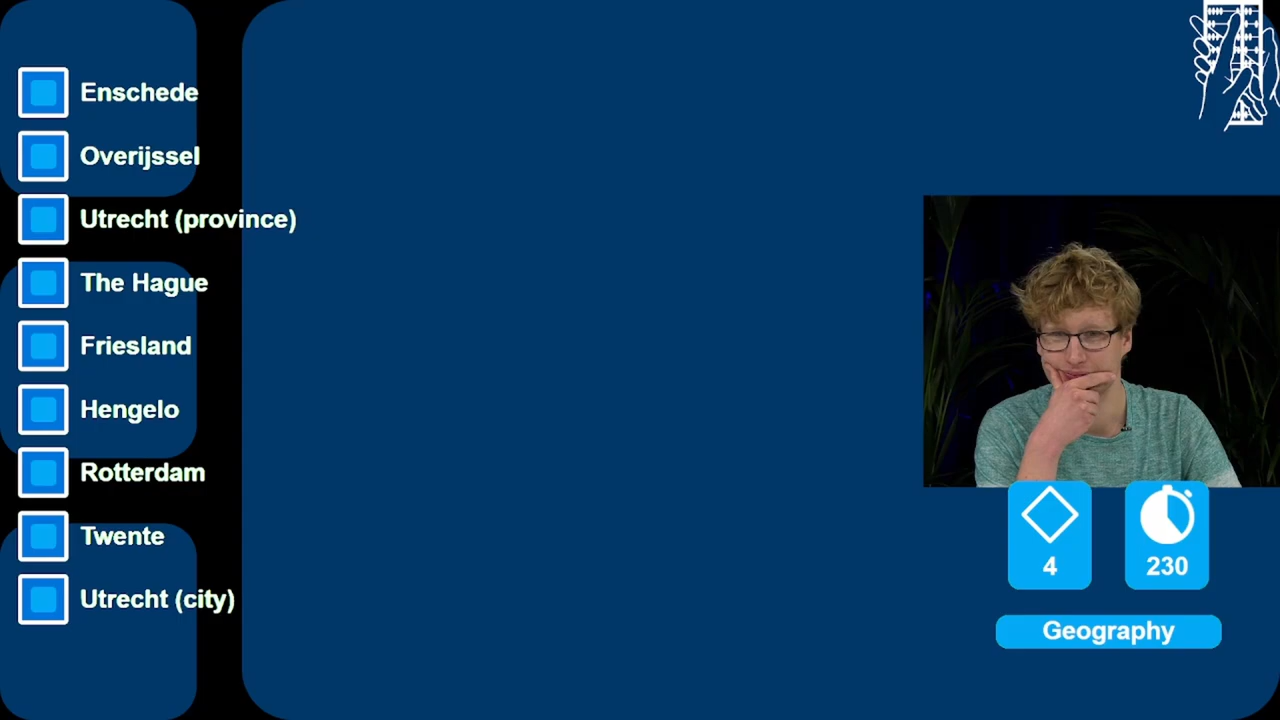 Enschede
Overijssel
Utrecht (province)
The Hague
Friesland
Hengelo
Rotterdam
Twente
Utrecht (city)
4
230
Geography